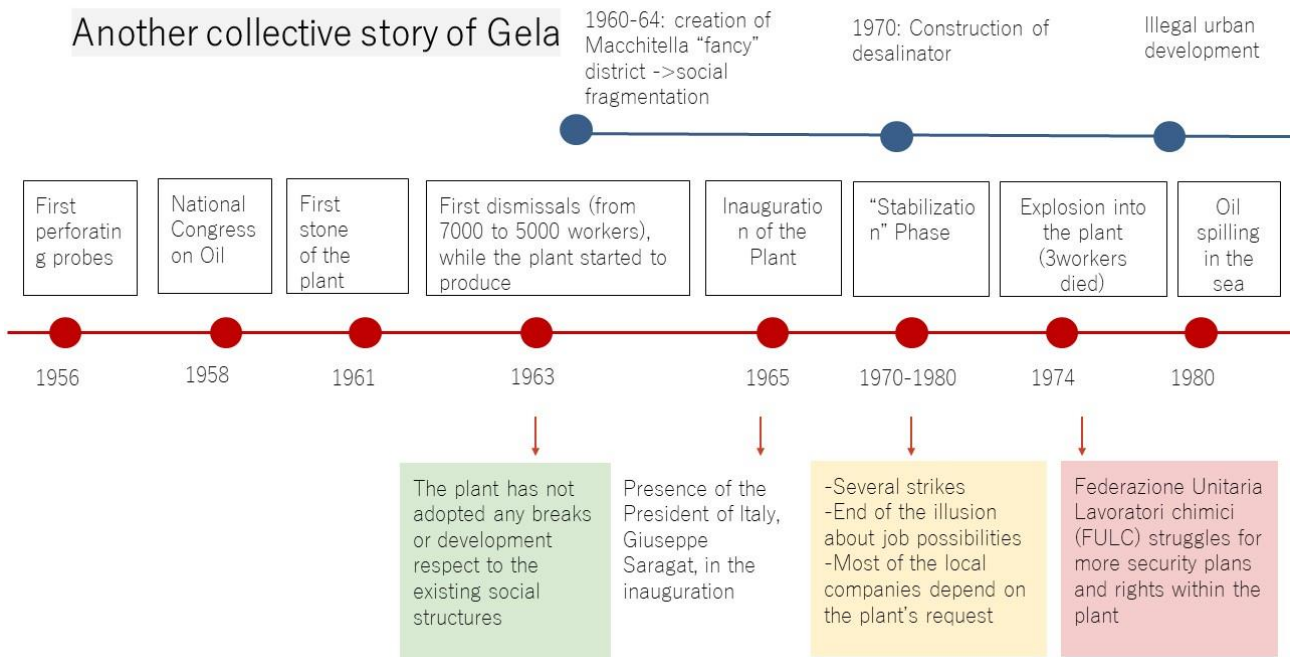 Another collective story of Gela
1960-64: creation of
Macchitella “fancy”
district ->social
fragmentation
1970: Construction of
desalinator
Illegal urban
development
First
perforatin
g probes
National
Congress
on Oil
First
stone
of the
plant
First dismissals (from
7000 to 5000 workers),
while the plant started to
produce
Inauguratio
n of the
Plant
“Stabilizatio
n” Phase
Explosion into
the plant
(3workers
died)
Oil
spilling
in the
sea
1956
1958
1961
1963
1965
1970-1980
1974
1980
The plant has not
adopted any breaks
or development
respect to the
existing social
structures
Presence of the
President of Italy,
Giuseppe
Saragat, in the
inauguration
-Several strikes
-End of the illusion
about job possibilities
-Most of the local
companies depend on
the plant’s request
Federazione Unitaria
Lavoratori chimici
(FULC) struggles for
more security plans
and rights within the
plant